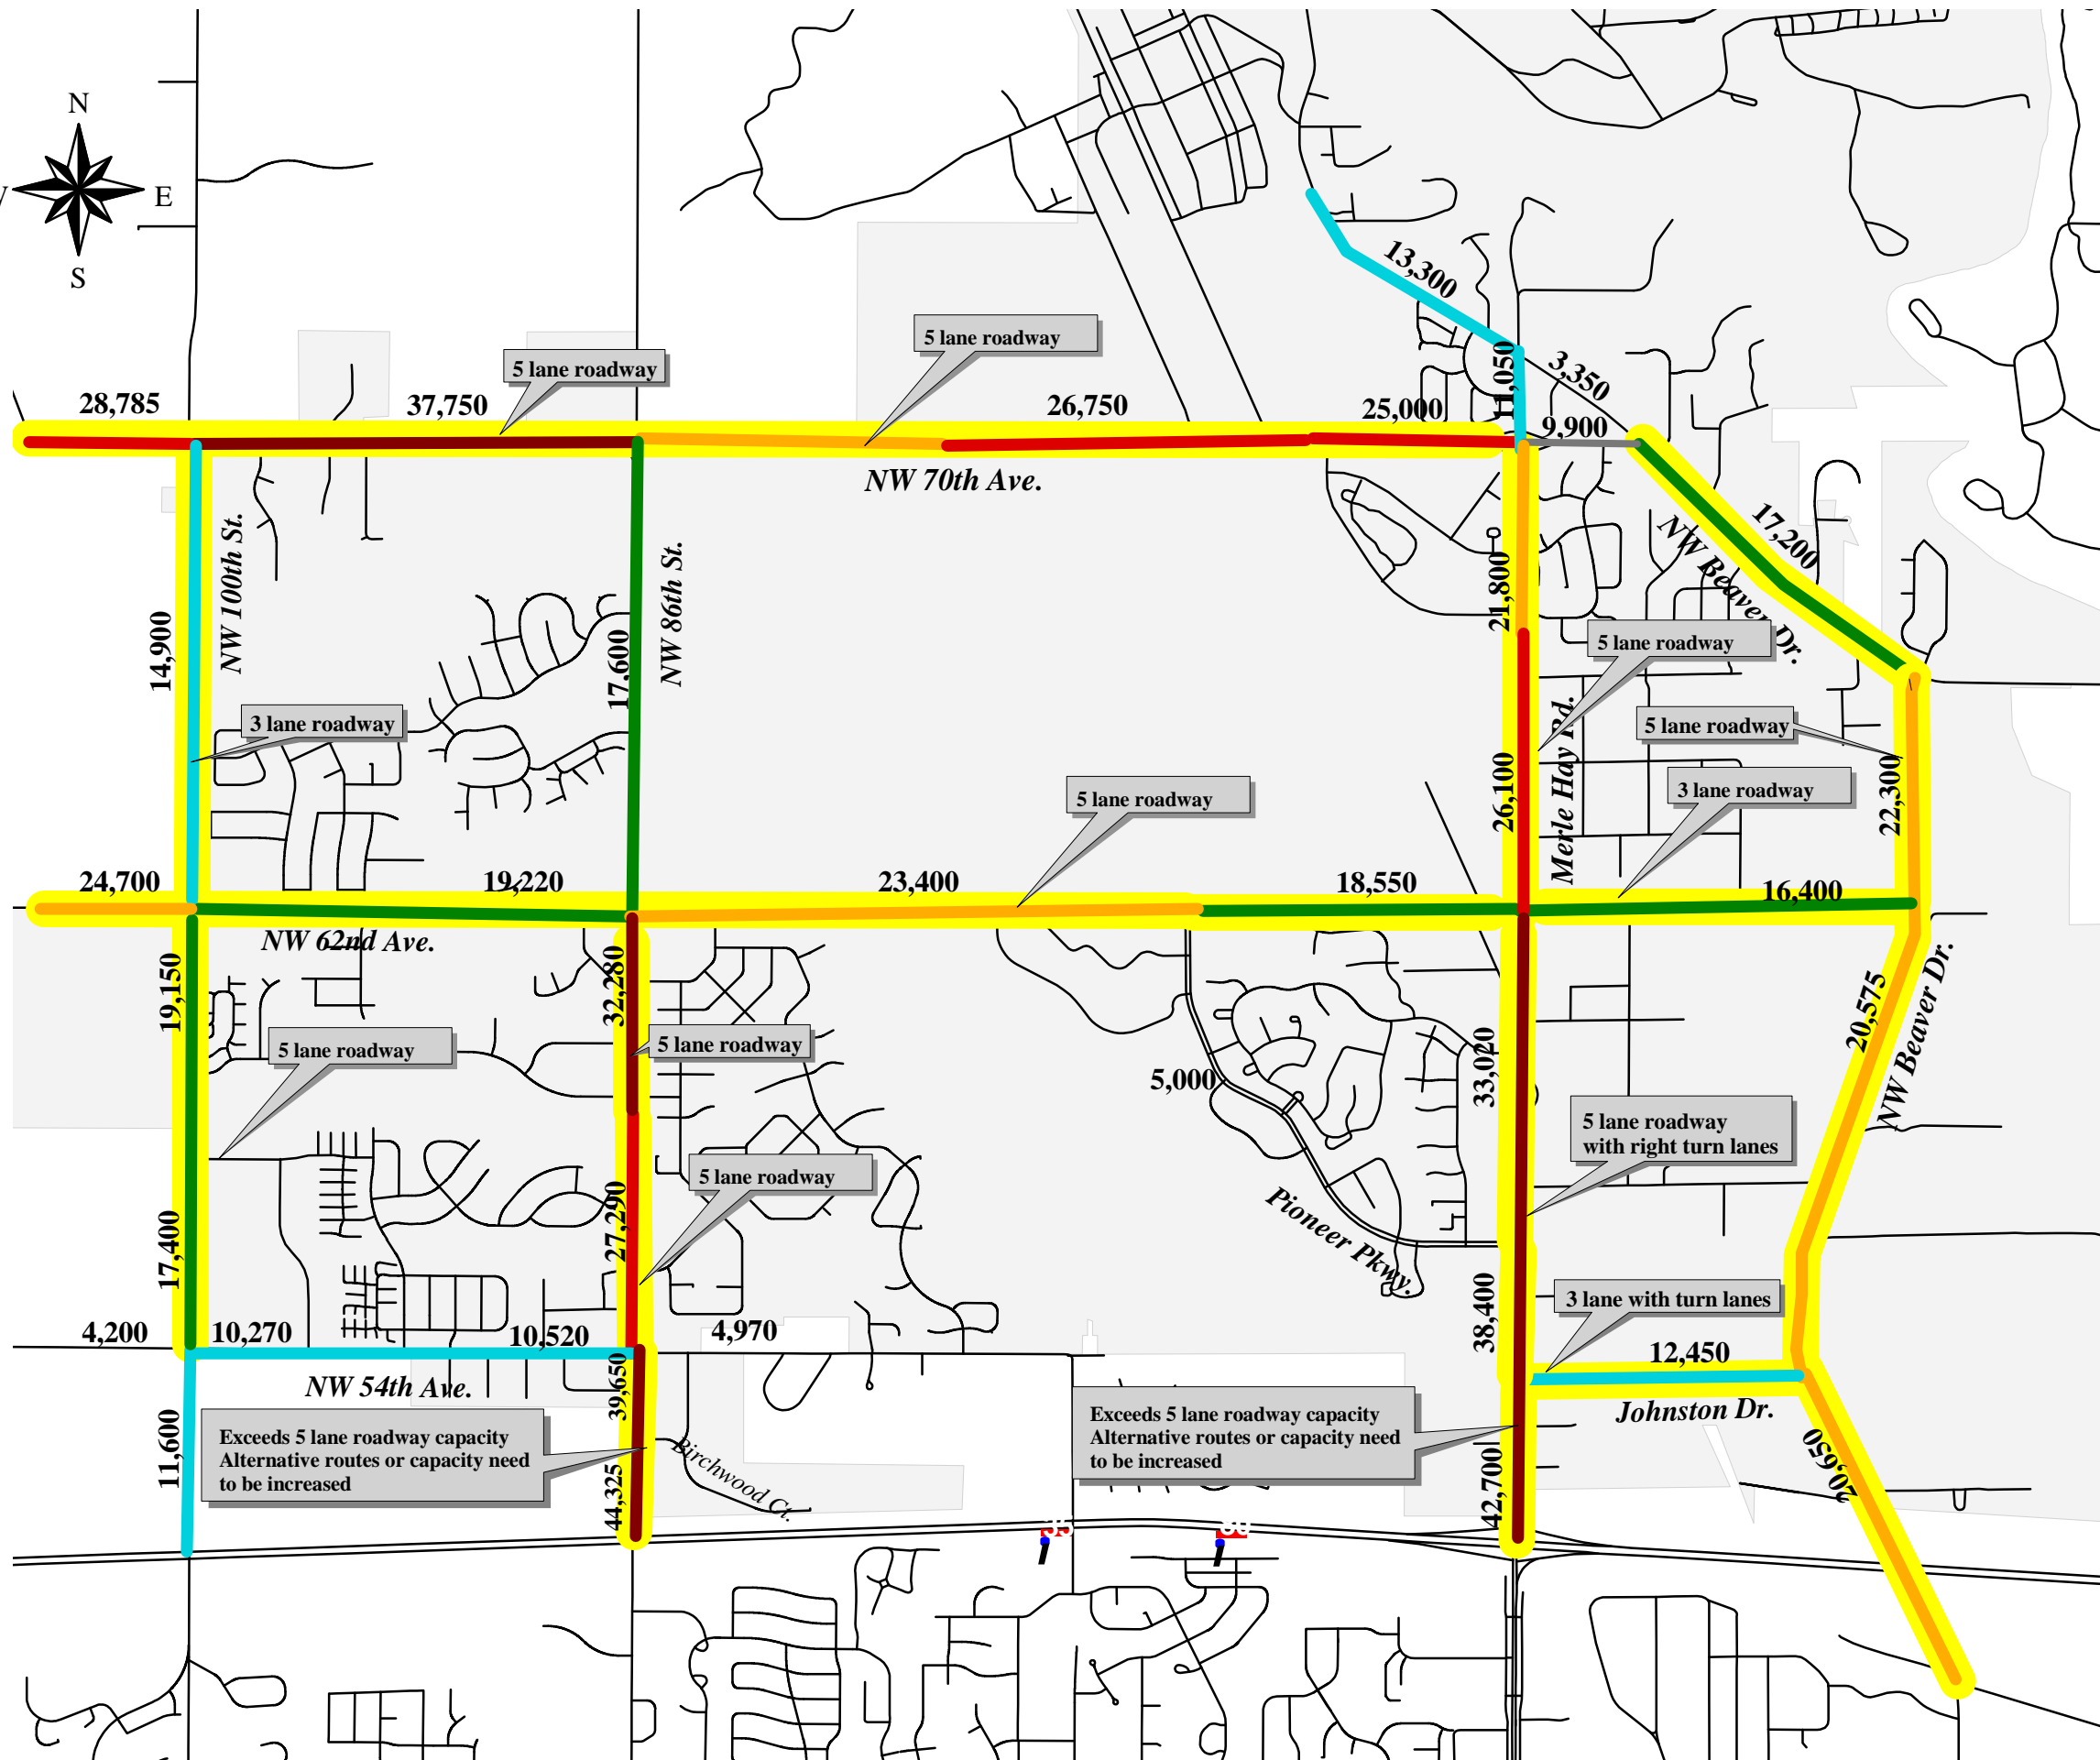 N
E
S
13,300
5 lane roadway
5 lane roadway
11,050
3,350
28,785
37,750
26,750
25,000
9,900
NW 70th Ave.
NW 100th St.
NW 86th St.
17,200
NW Beaver Dr.
14,900
17,600
21,800
5 lane roadway
3 lane roadway
5 lane roadway
Merle Hay Rd.
26,100
22,300
5 lane roadway
3 lane roadway
24,700
19,220
23,400
18,550
16,400
NW 62nd Ave.
19,150
32,280
5 lane roadway
5 lane roadway
33,020
20,575
NW Beaver Dr.
5,000
5 lane roadway
with right turn lanes
5 lane roadway
17,400
27,290
Pioneer Pkwy.
38,400
3 lane with turn lanes
4,200
10,270
10,520
4,970
12,450
NW 54th Ave.
39,650
Johnston Dr.
11,600
Exceeds 5 lane roadway capacity
Alternative routes or capacity need
to be increased
44,325
Birchwood Ct.
Exceeds 5 lane roadway capacity
Alternative routes or capacity need
to be increased
42,700
20,650